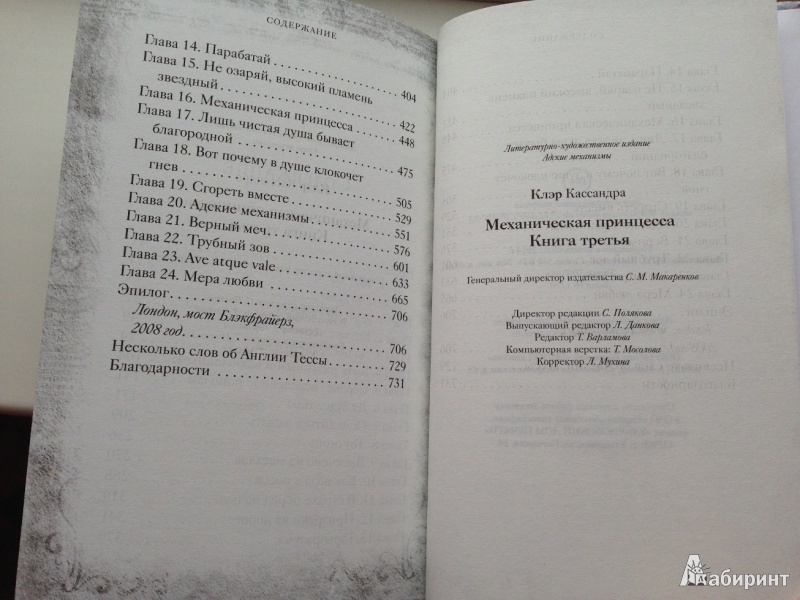 СОДЕРЖАНИЕ
Глава 14. Парабатай . . . . . . . . . . . . . . . . 404
Глава 15. Не озаряй, высокий пламень
звездный . . . . . . . . . . . . . . . . . . . . . . 422
Глава 16. Механическая принцесса . . . . . 448
Глава 17. Лишь чистая душа бывает
благородной . . . . . . . . . . . . . . . . . . . 475
Глава 18. Вот почему в душе клокочет
гнев . . . . . . . . . . . . . . . . . . . . . . . . . 505
Глава 19. Сгореть вместе . . . . . . . . . . . . 529
Глава 20. Адские механизмы . . . . . . . . . 551
Глава 21. Верный меч. . . . . . . . . . . . . . . 576
Глава 22. Трубный зов . . . . . . . . . . . . . . 601
Глава 23. Ave atque vale . . . . . . . . . . . . . 633
Глава 24. Мера любви . . . . . . . . . . . . . . 665
Эпилог. . . . . . . . . . . . . . . . . . . . . . . . . . 706
Лондон, мост Блэкфрайерз,
2008 год. . . . . . . . . . . . . . . . . . . . . . . 706
Несколько слов об Англии Тессы . . . . . . . 729
Благодарности . . . . . . . . . . . . . . . . . . . . 731
Литературно-художественное издание
Адские механизмы
Клэр Кассандра
Механическая принцесса
Книга третья
Генеральный директор издательства С. М. Макаренков
Директор редакции С. Полякова
Выпускающий редактор Л. Данкова
Редактор Т. Варламова
Компьютерная верстка: Т. Мосолова
Корректор Л. Мухина
Лабиринт.ру